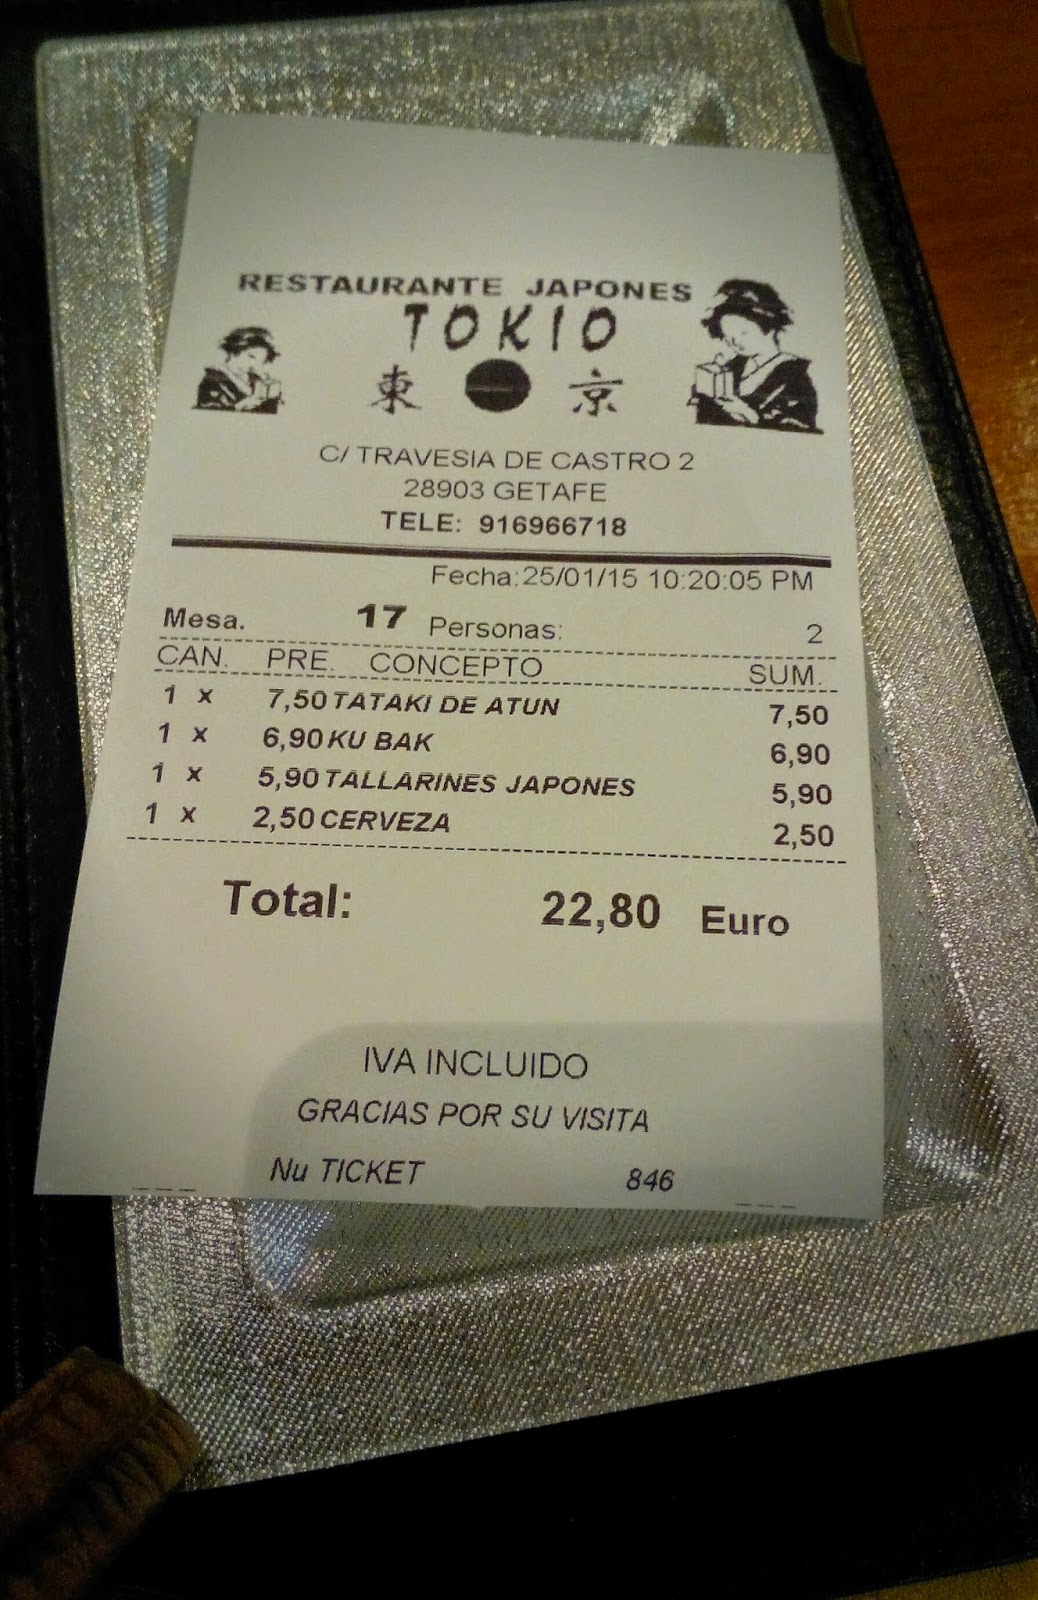 RESTAURANTE JAPONES
TOKIO
東 京
C/ TRAVESIA DE CASTRO 2
28903 GETAFE
TELE: 916966718
Fecha:25/01/15 10:20:05 PM
Mesa. 17 Personas: 2
CAN. PRE. CONCEPTO SUM.
1 x 7,50 TATAKI DE ATUN 7,50
1 x 6,90 KU BAK 6,90
1 x 5,90 TALLARINES JAPONES 5,90
1 x 2,50 CERVEZA 2,50
Total: 22,80 Euro
IVA INCLUIDO
GRACIAS POR SU VISITA
Nu TICKET 846